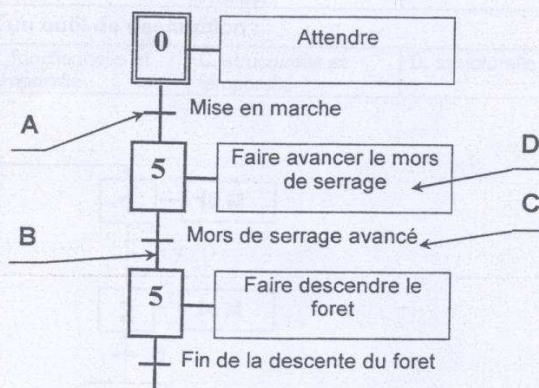 0
Attendre
A
Mise en marche
5
Faire avancer le mors
de serrage
D
C
B
Mors de serrage avancé
5
Faire descendre le
foret
Fin de la descente du foret